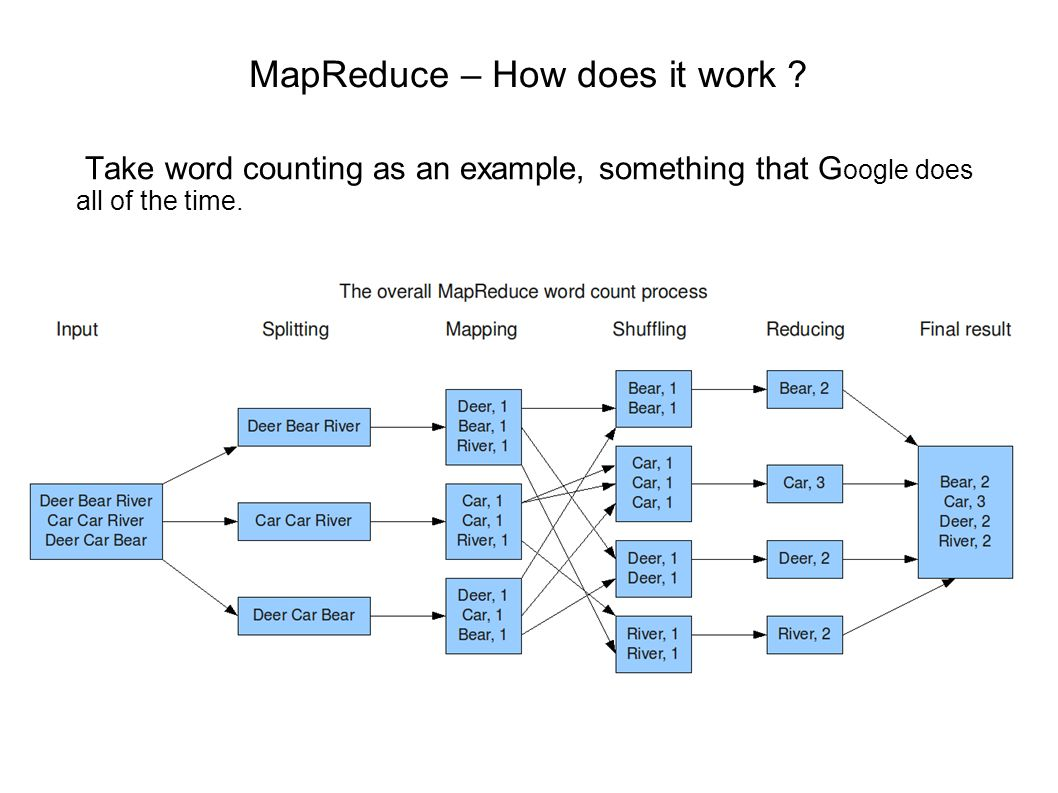 MapReduce – How does it work ?
Take word counting as an example, something that Google does
all of the time.
The overall MapReduce word count process
Input
Splitting
Mapping
Shuffling
Reducing
Final result
Deer Bear River
Car Car River
Deer Car Bear
Deer Bear River
Car Car River
Deer Car Bear
Deer, 1
Bear, 1
River, 1
Car, 1
Car, 1
River, 1
Deer, 1
Car, 1
Bear, 1
Bear, 1
Bear, 1
Car, 1
Car, 1
Car, 1
Deer, 1
Deer, 1
River, 1
River, 1
Bear, 2
Car, 3
Deer, 2
River, 2
Bear, 2
Car, 3
Deer, 2
River, 2